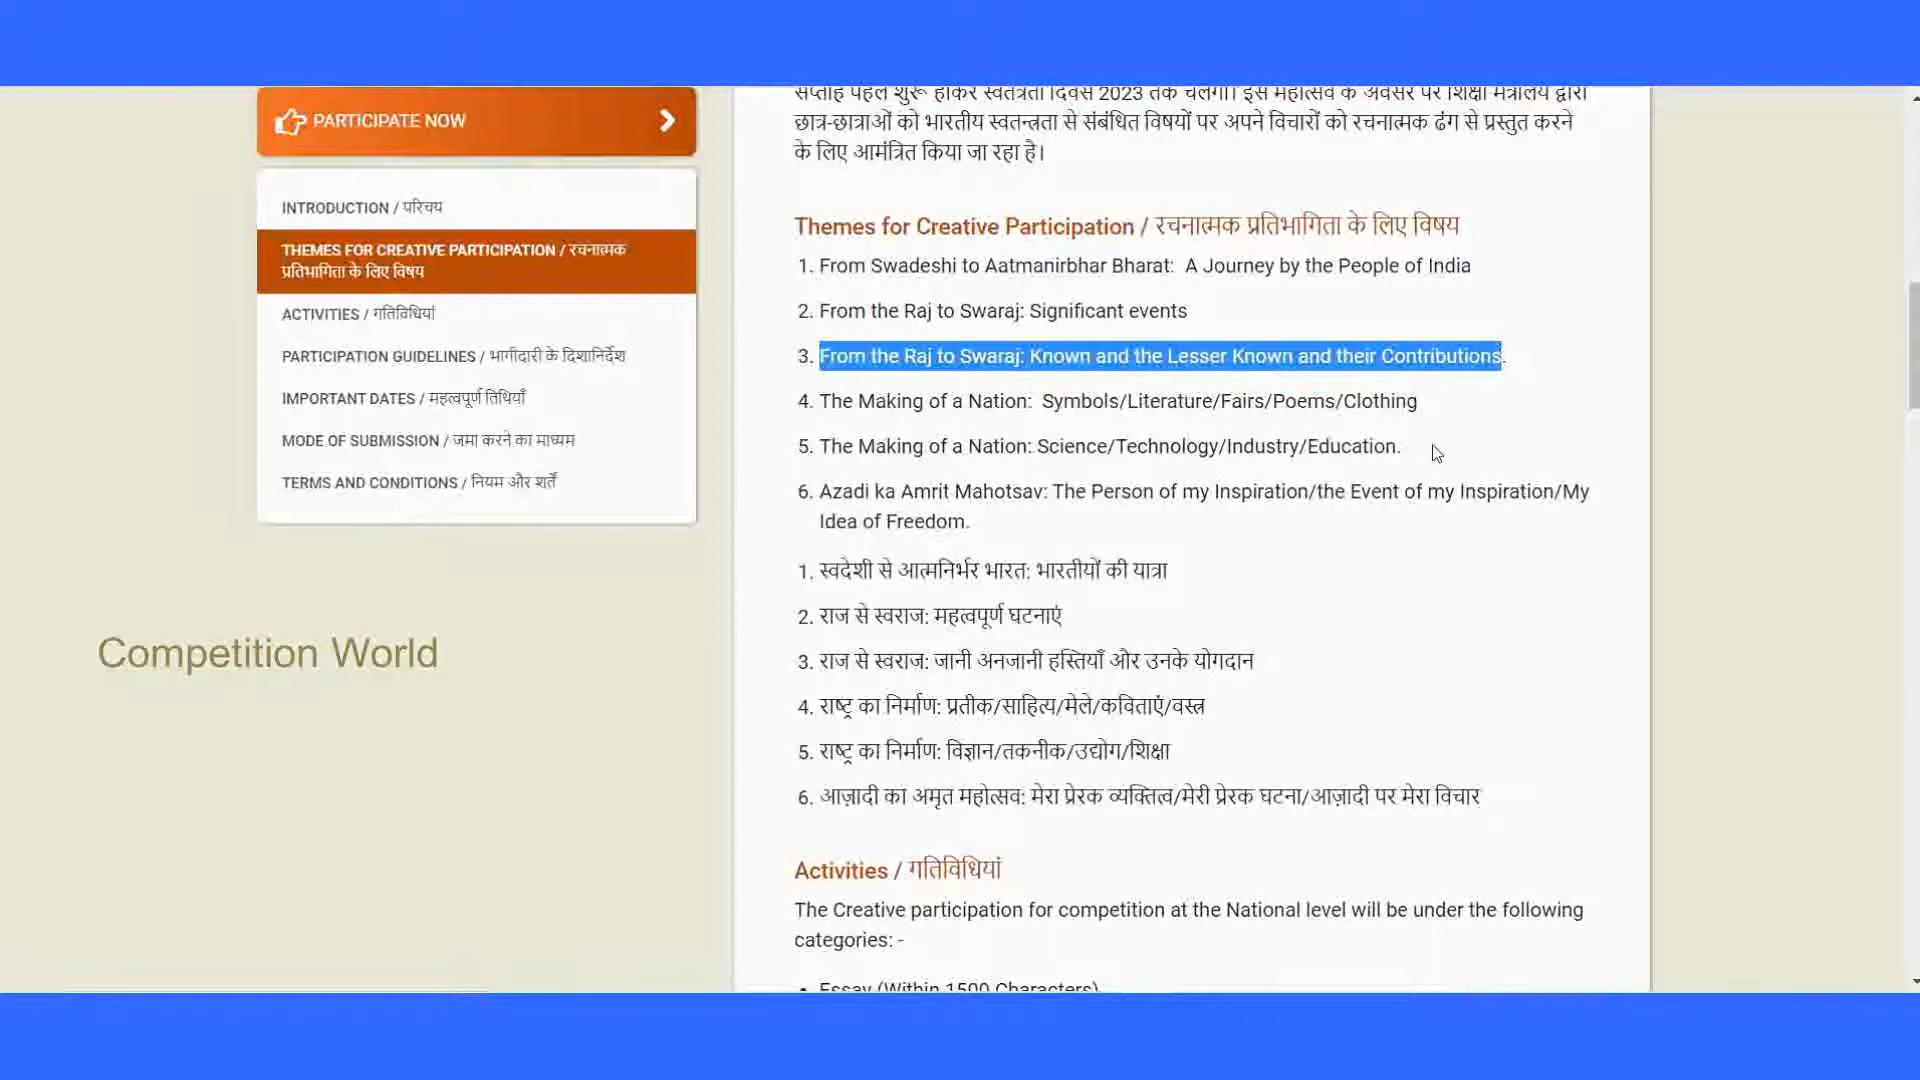 PARTICIPATE NOW
INTRODUCTION / परिचय
THEMES FOR CREATIVE PARTICIPATION / रचनात्मक
प्रतिभागिता के लिए विषय
ACTIVITIES / गतिविधियां
PARTICIPATION GUIDELINES / भागीदारी के दिशानिर्देश
IMPORTANT DATES / महत्वपूर्ण तिथियाँ
MODE OF SUBMISSION / जमा करने का माध्यम
TERMS AND CONDITIONS / नियम और शर्तें
Competition World
सप्ताह पहले शुरू होकर स्वतंत्रता दिवस 2023 तक चलेगा। इस महोत्सव के अवसर पर शिक्षा मंत्रालय द्वारा
छात्र-छात्राओं को भारतीय स्वतन्त्रता से संबंधित विषयों पर अपने विचारों को रचनात्मक ढंग से प्रस्तुत करने
के लिए आमंत्रित किया जा रहा है।
Themes for Creative Participation / रचनात्मक प्रतिभागिता के लिए विषय
1. From Swadeshi to Aatmanirbhar Bharat: A Journey by the People of India
2. From the Raj to Swaraj: Significant events
3. From the Raj to Swaraj: Known and the Lesser Known and their Contributions.
4. The Making of a Nation: Symbols/Literature/Fairs/Poems/Clothing
5. The Making of a Nation: Science/Technology/Industry/Education.
6. Azadi ka Amrit Mahotsav: The Person of my Inspiration/the Event of my Inspiration/My
Idea of Freedom.
1. स्वदेशी से आत्मनिर्भर भारत: भारतीयों की यात्रा
2. राज से स्वराज: महत्वपूर्ण घटनाएं
3. राज से स्वराज: जानी अनजानी हस्तियाँ और उनके योगदान
4. राष्ट्र का निर्माण: प्रतीक/साहित्य/मेले/कविताएं/वस्त्र
5. राष्ट्र का निर्माण: विज्ञान/तकनीक/उद्योग/शिक्षा
6. आज़ादी का अमृत महोत्सव: मेरा प्रेरक व्यक्तित्व/मेरी प्रेरक घटना/आज़ादी पर मेरा विचार
Activities / गतिविधियां
The Creative participation for competition at the National level will be under the following
categories: -
• Essay (Within 1500 Characters)